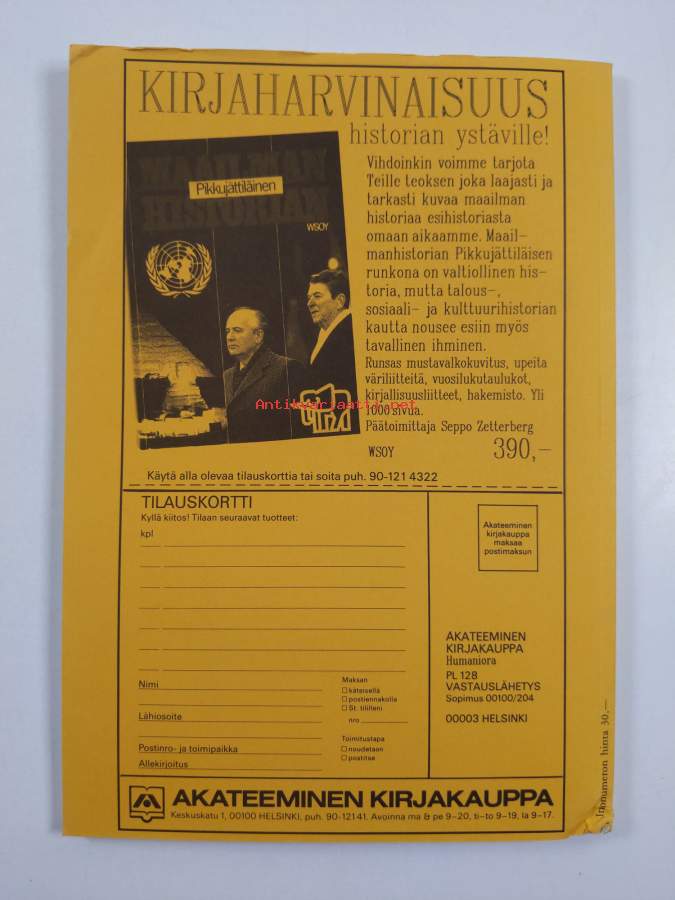 KIRJAHARVINAISUUS
historian ystäville!
MAAILMAN
Pikkujättiläinen
HISTORIAN
WSOY
Vihdoinkin voimme tarjota
Teille teoksen joka laajasti ja
tarkasti kuvaa maailman
historiaa esihistoriasta
omaan aikaamme. Maail-
manhistorian Pikkujättiläisen
runkona on valtiollinen his-
toria, mutta talous-,
sosiaali- ja kulttuurihistorian
kautta nousee esiin myös
tavallinen ihminen.
Runsas mustavalkokuvitus, upeita
väriliitteitä, vuosilukutaulukot,
kirjallisuusliitteet, hakemisto. Yli
1000 sivua.
Päätoimittaja Seppo Zetterberg
WSOY 390,-
Antikvariaatti.net
Käytä alla olevaa tilauskorttia tai soita puh. 90-121 4322
TILAUSKORTTI
Kyllä kiitos! Tilaan seuraavat tuotteet:
kpl
Nimi
Lähiosoite
Postinro- ja toimipaikka
Allekirjoitus
Maksan
käteisellä
postiennakolla
St. tililleni
nro
Toimitustapa
noudetaan
postitse
Akateeminen
kirjakauppa
maksaa
postimaksun
AKATEEMINEN
KIRJAKAUPPA
Humaniora
PL 128
VASTAUSLÄHETYS
Sopimus 00100/204
00003 HELSINKI
AKATEEMINEN KIRJAKAUPPA
Keskuskatu 1, 00100 HELSINKI, puh. 90-12141. Avoinna ma & pe 9-20, ti-to 9-19, la 9-17.
Irtonumeron hinta 30,—